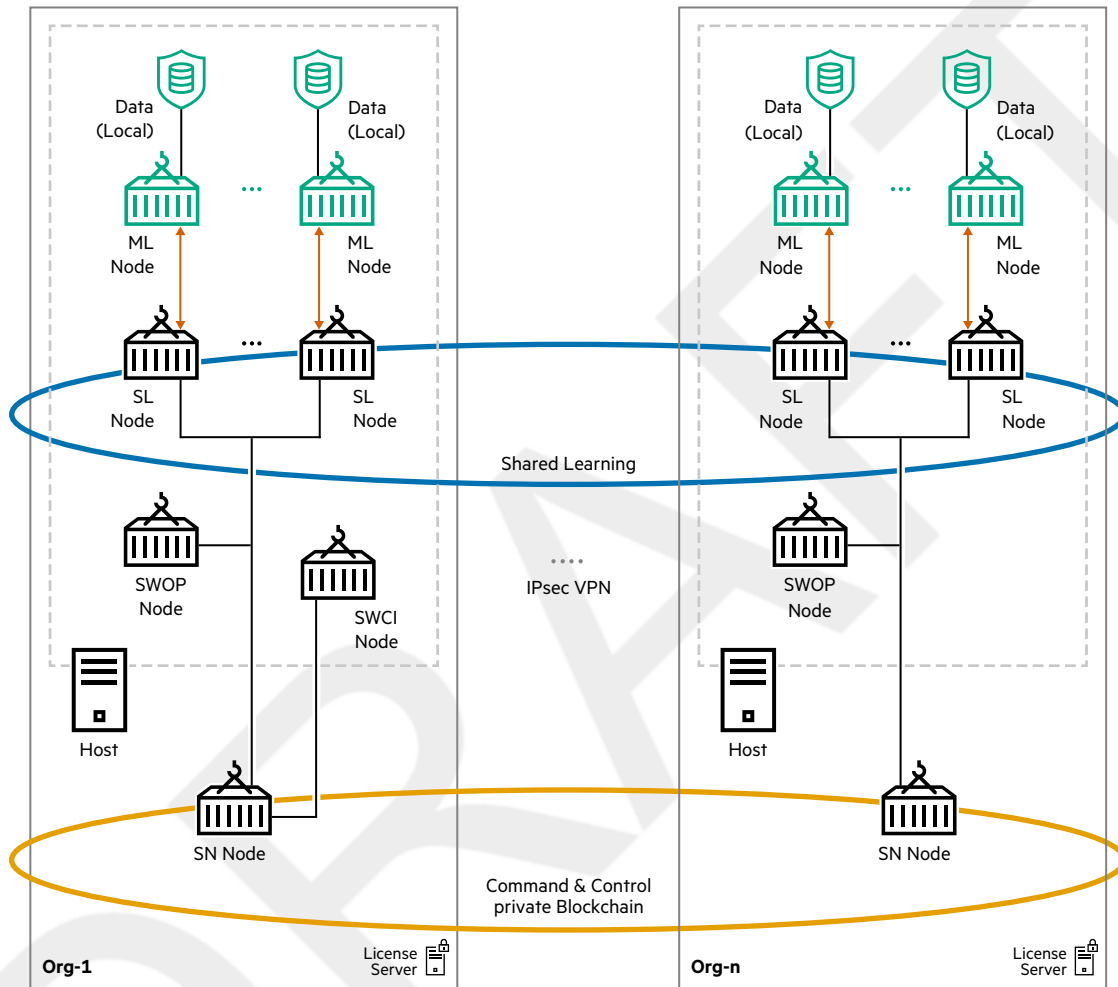 Data
(Local)
Data
(Local)
...
ML
Node
ML
Node
...
SL
Node
SL
Node
SWOP
Node
SWCI
Node
Host
SN Node
Org-1
License
Server
Shared Learning
....
IPsec VPN
Command & Control
private Blockchain
Data
(Local)
Data
(Local)
...
ML
Node
ML
Node
...
SL
Node
SL
Node
SWOP
Node
Host
SN Node
Org-n
License
Server
DRAFT